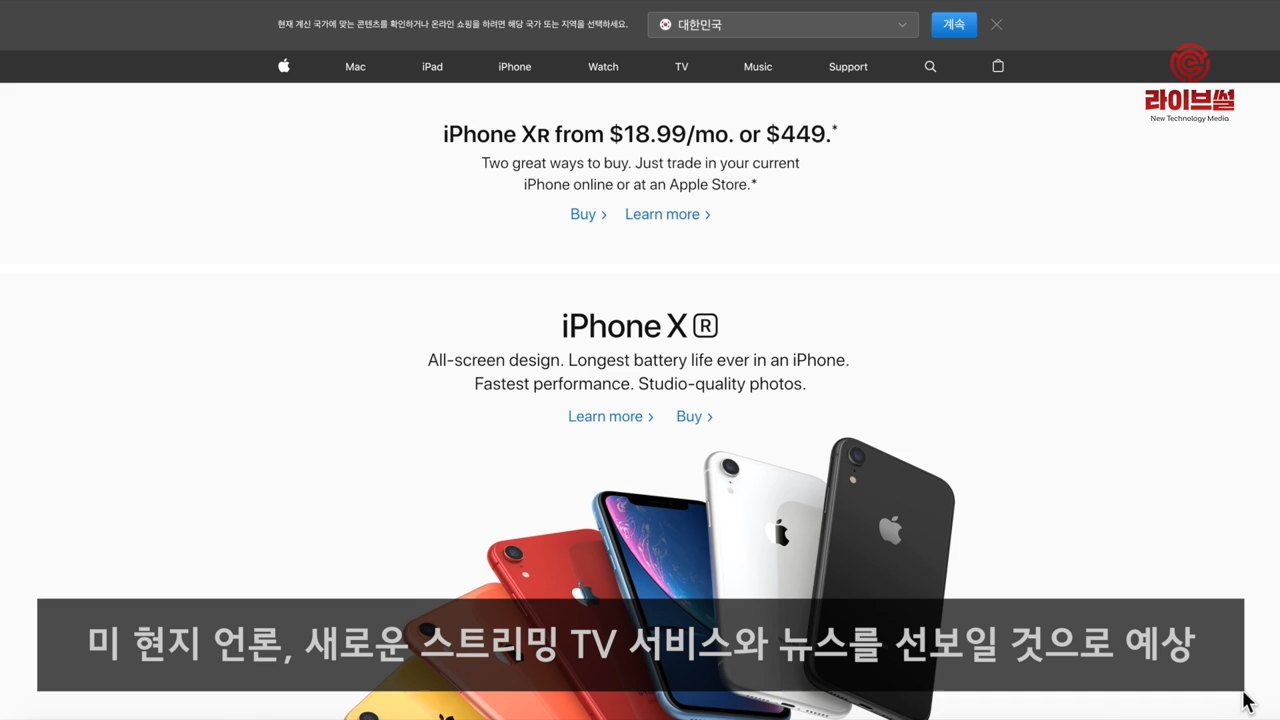 현재 계신 국가에 맞는 콘텐츠를 확인하거나 온라인 쇼핑을 하려면 해당 국가 또는 지역을 선택하세요. 대한민국 계속
Mac iPad iPhone Watch TV Music Support
라이브썰
New Technology Media
iPhone XR from $18.99/mo. or $449.*
Two great ways to buy. Just trade in your current
iPhone online or at an Apple Store.*
Buy > Learn more >
iPhone XR
All-screen design. Longest battery life ever in an iPhone.
Fastest performance. Studio-quality photos.
Learn more > Buy >
미 현지 언론, 새로운 스트리밍 TV 서비스와 뉴스를 선보일 것으로 예상